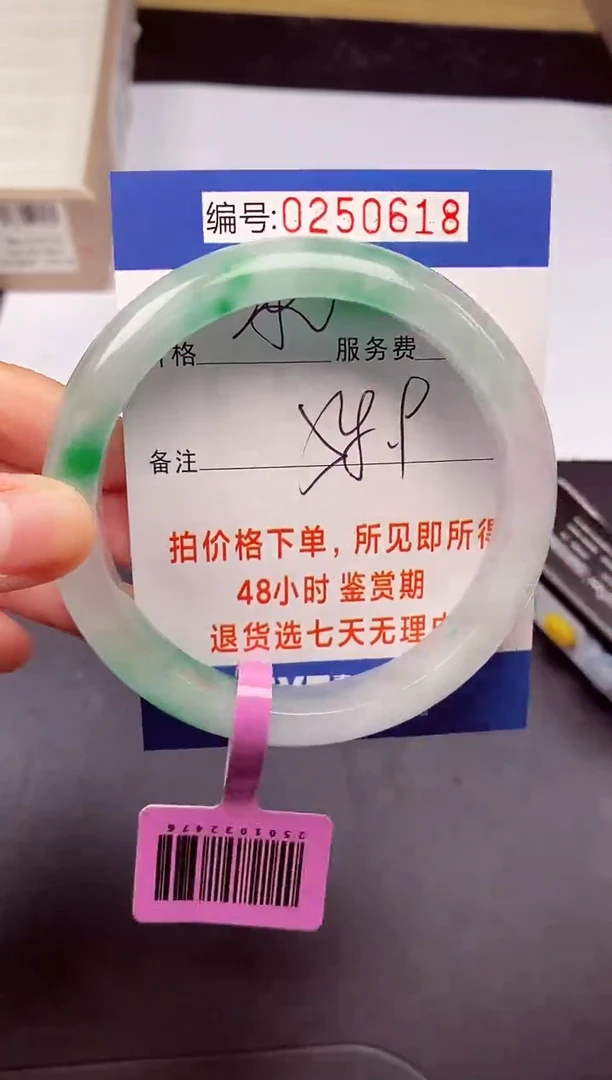 编号:0250618
格 服务费
备注
拍价格下单，所见即所得
48小时 鉴赏期
退货选七天无理
2501032476